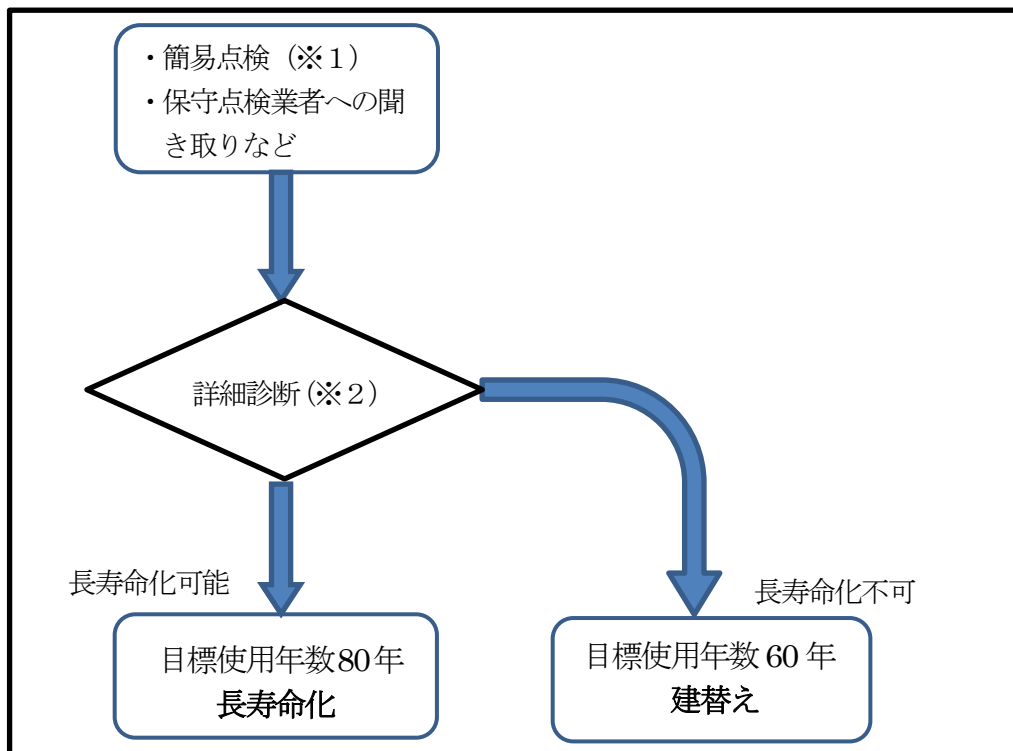 ・簡易点検（※１）
・保守点検業者への聞
き取りなど
詳細診断(※２)
長寿命化可能
長寿命化不可
目標使用年数80年
長寿命化
目標使用年数 60 年
建替え